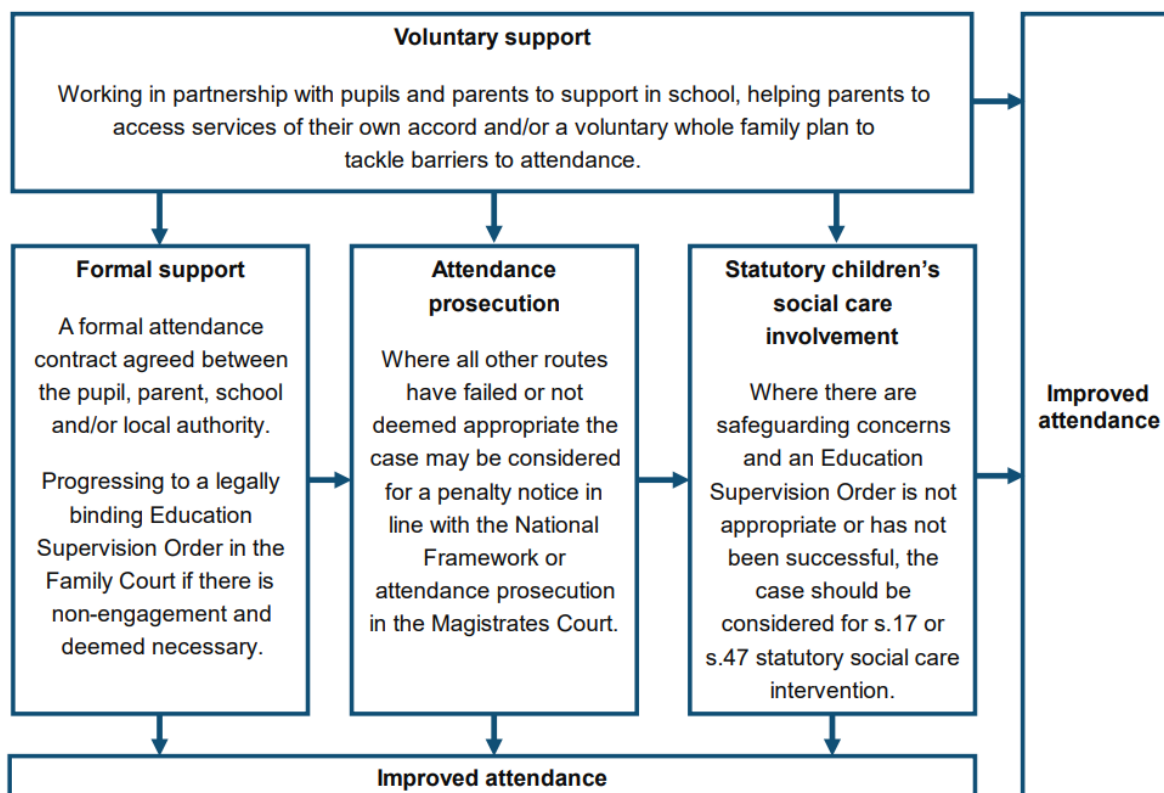 Voluntary support
Working in partnership with pupils and parents to support in school, helping parents to
access services of their own accord and/or a voluntary whole family plan to
tackle barriers to attendance.
Formal support
A formal attendance
contract agreed between
the pupil, parent, school
and/or local authority.
Progressing to a legally
binding Education
Supervision Order in the
Family Court if there is
non-engagement and
deemed necessary.
Attendance
prosecution
Where all other routes
have failed or not
deemed appropriate the
case may be considered
for a penalty notice in
line with the National
Framework or
attendance prosecution
in the Magistrates Court.
Statutory children’s
social care
involvement
Where there are
safeguarding concerns
and an Education
Supervision Order is not
appropriate or has not
been successful, the
case should be
considered for s.17 or
s.47 statutory social care
intervention.
Improved
attendance
Improved attendance